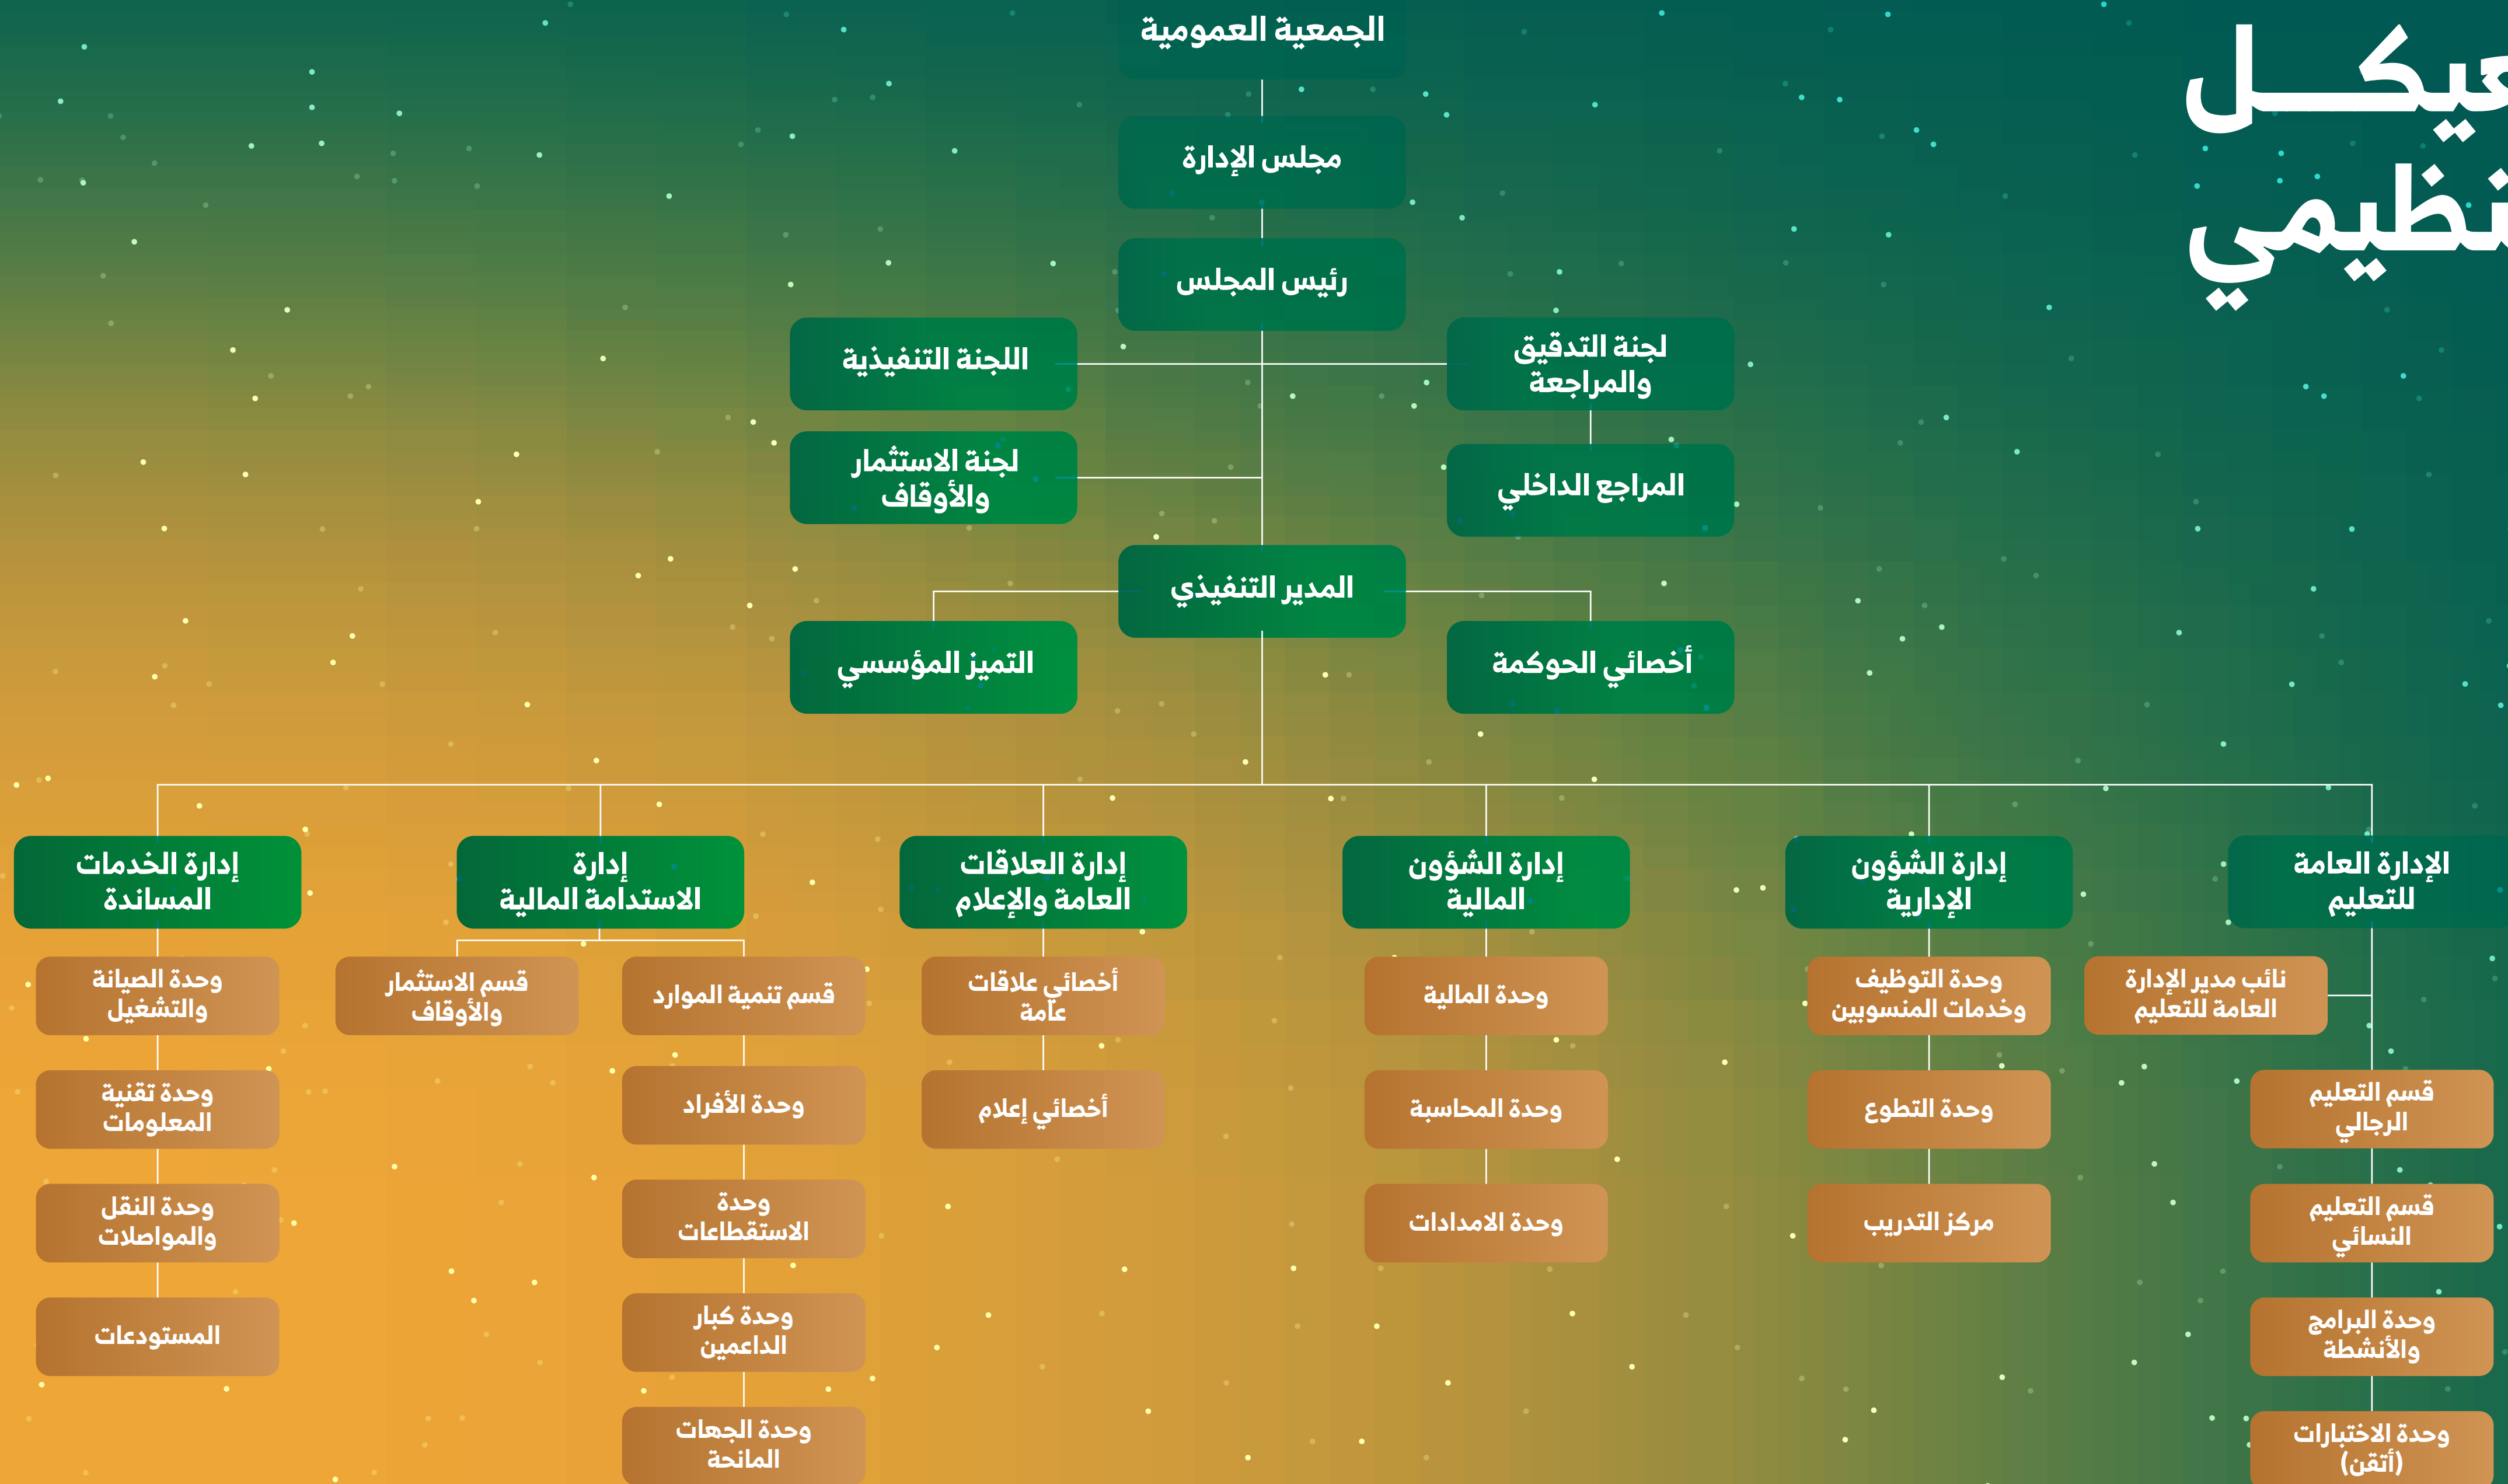 الجمعية العمومية
نظيمي
مجلس الإدارة
رئيس المجلس
لجنة التدقيق
والمراجعة
اللجنة التنفيذية
المراجع الداخلي
لجنة الاستثمار
والأوقاف
المدير التنفيذي
أخصائي الحوكمة
التميز المؤسسي
الإدارة العامة
للتعليم
نائب مدير الإدارة
العامة للتعليم
قسم التعليم
الرجالي
قسم التعليم
النسائي
وحدة البرامج
والأنشطة
وحدة الاختبارات
(أتقن)
إدارة الشؤون
الإدارية
وحدة التوظيف
وخدمات المنسوبين
وحدة التطوع
مركز التدريب
إدارة الشؤون
المالية
وحدة المالية
وحدة المحاسبة
وحدة الامدادات
إدارة العلاقات
العامة والإعلام
أخصائي علاقات
عامة
أخصائي إعلام
إدارة
الاستدامة المالية
قسم تنمية الموارد
وحدة الأفراد
وحدة
الاستقطاعات
وحدة كبار
الداعمين
وحدة الجهات
المانحة
قسم الاستثمار
والأوقاف
إدارة الخدمات
المساندة
وحدة الصيانة
والتشغيل
وحدة تقنية
المعلومات
وحدة النقل
والمواصلات
المستودعات